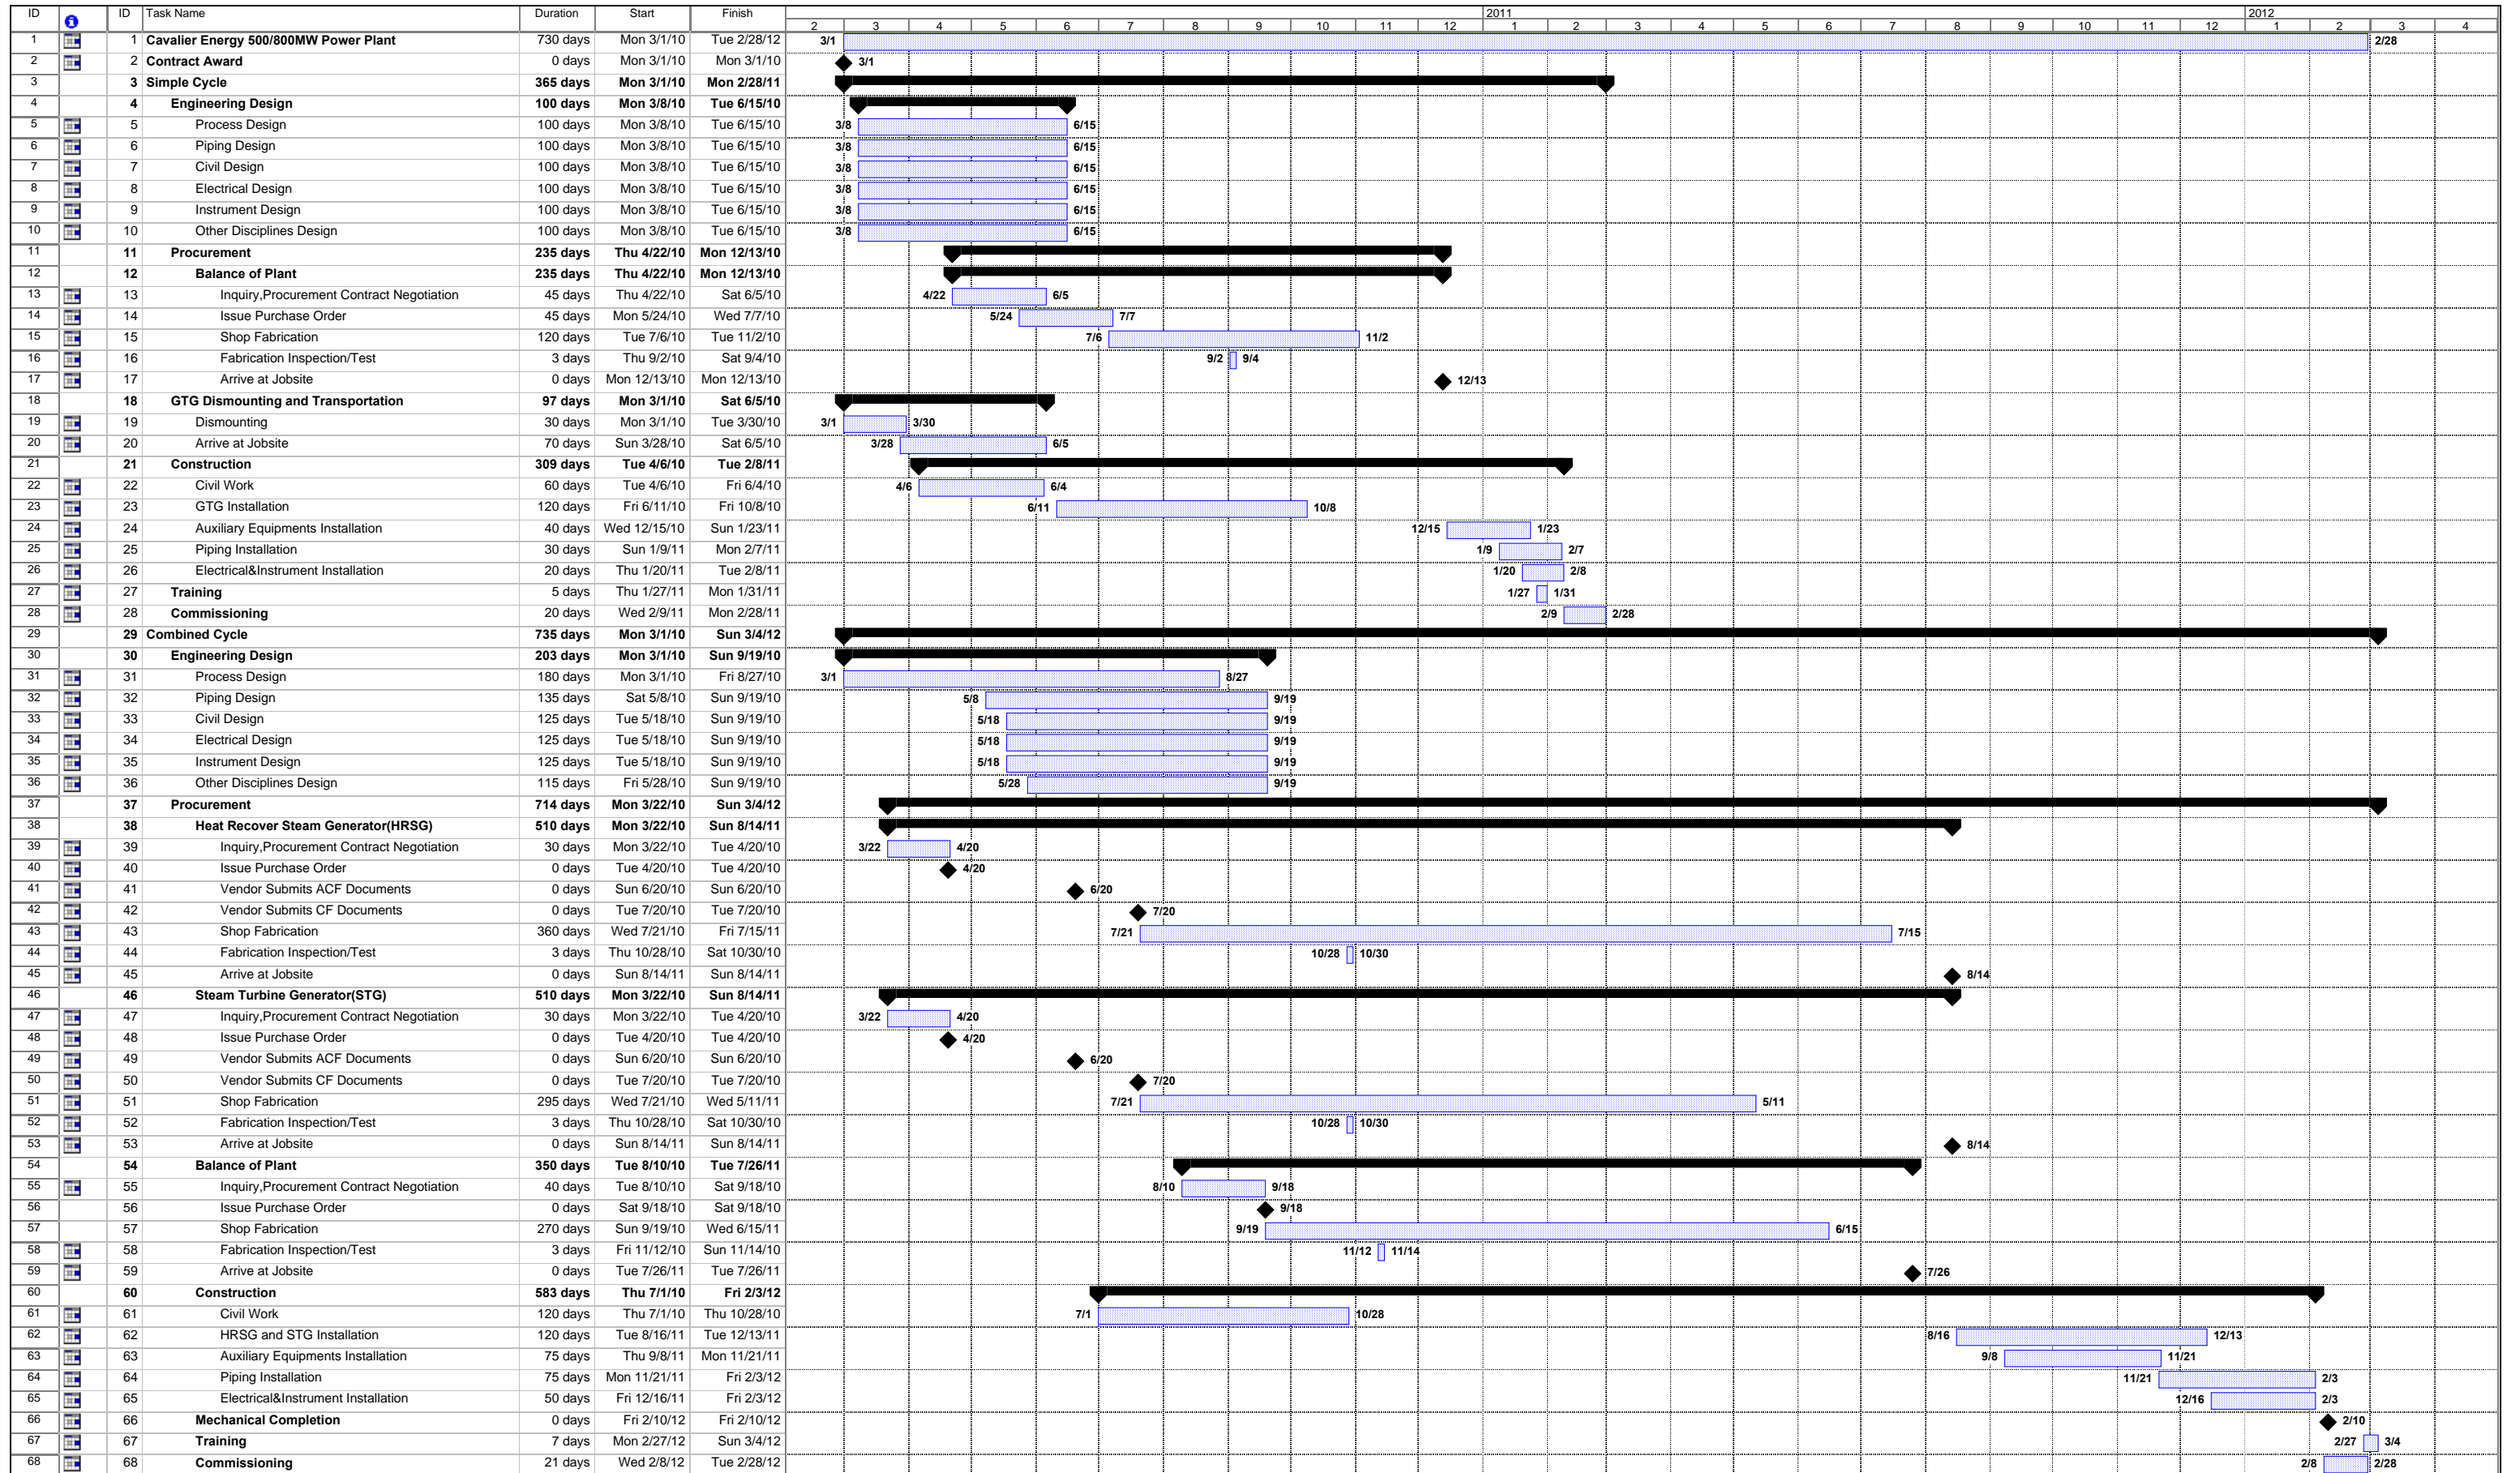 ID ID Task Name Duration Start Finish 2011 2012
2 3 4 5 6 7 8 9 10 11 12 1 2 3 4 5 6 7 8 9 10 11 12 1 2 3 4
1 1 Cavalier Energy 500/800MW Power Plant 730 days Mon 3/1/10 Tue 2/28/12 3/1 2/28
2 2 Contract Award 0 days Mon 3/1/10 Mon 3/1/10 3/1
3 3 Simple Cycle 365 days Mon 3/1/10 Mon 2/28/11
4 4 Engineering Design 100 days Mon 3/8/10 Tue 6/15/10
5 5 Process Design 100 days Mon 3/8/10 Tue 6/15/10 3/8 6/15
6 6 Piping Design 100 days Mon 3/8/10 Tue 6/15/10 3/8 6/15
7 7 Civil Design 100 days Mon 3/8/10 Tue 6/15/10 3/8 6/15
8 8 Electrical Design 100 days Mon 3/8/10 Tue 6/15/10 3/8 6/15
9 9 Instrument Design 100 days Mon 3/8/10 Tue 6/15/10 3/8 6/15
10 10 Other Disciplines Design 100 days Mon 3/8/10 Tue 6/15/10 3/8 6/15
11 11 Procurement 235 days Thu 4/22/10 Mon 12/13/10
12 12 Balance of Plant 235 days Thu 4/22/10 Mon 12/13/10
13 13 Inquiry,Procurement Contract Negotiation 45 days Thu 4/22/10 Sat 6/5/10 4/22 6/5
14 14 Issue Purchase Order 45 days Mon 5/24/10 Wed 7/7/10 5/24 7/7
15 15 Shop Fabrication 120 days Tue 7/6/10 Tue 11/2/10 7/6 11/2
16 16 Fabrication Inspection/Test 3 days Thu 9/2/10 Sat 9/4/10 9/2 9/4
17 17 Arrive at Jobsite 0 days Mon 12/13/10 Mon 12/13/10 12/13
18 18 GTG Dismounting and Transportation 97 days Mon 3/1/10 Sat 6/5/10
19 19 Dismounting 30 days Mon 3/1/10 Tue 3/30/10 3/1 3/30
20 20 Arrive at Jobsite 70 days Sun 3/28/10 Sat 6/5/10 3/28 6/5
21 21 Construction 309 days Tue 4/6/10 Tue 2/8/11
22 22 Civil Work 60 days Tue 4/6/10 Fri 6/4/10 4/6 6/4
23 23 GTG Installation 120 days Fri 6/11/10 Fri 10/8/10 6/11 10/8
24 24 Auxiliary Equipments Installation 40 days Wed 12/15/10 Sun 1/23/11 12/15 1/23
25 25 Piping Installation 30 days Sun 1/9/11 Mon 2/7/11 1/9 2/7
26 26 Electrical&Instrument Installation 20 days Thu 1/20/11 Tue 2/8/11 1/20 2/8
27 27 Training 5 days Thu 1/27/11 Mon 1/31/11 1/27 1/31
28 28 Commissioning 20 days Wed 2/9/11 Mon 2/28/11 2/9 2/28
29 29 Combined Cycle 735 days Mon 3/1/10 Sun 3/4/12
30 30 Engineering Design 203 days Mon 3/1/10 Sun 9/19/10
31 31 Process Design 180 days Mon 3/1/10 Fri 8/27/10 3/1 8/27
32 32 Piping Design 135 days Sat 5/8/10 Sun 9/19/10 5/8 9/19
33 33 Civil Design 125 days Tue 5/18/10 Sun 9/19/10 5/18 9/19
34 34 Electrical Design 125 days Tue 5/18/10 Sun 9/19/10 5/18 9/19
35 35 Instrument Design 125 days Tue 5/18/10 Sun 9/19/10 5/18 9/19
36 36 Other Disciplines Design 115 days Fri 5/28/10 Sun 9/19/10 5/28 9/19
37 37 Procurement 714 days Mon 3/22/10 Sun 3/4/12
38 38 Heat Recover Steam Generator(HRSG) 510 days Mon 3/22/10 Sun 8/14/11
39 39 Inquiry,Procurement Contract Negotiation 30 days Mon 3/22/10 Tue 4/20/10 3/22 4/20
40 40 Issue Purchase Order 0 days Tue 4/20/10 Tue 4/20/10 4/20
41 41 Vendor Submits ACF Documents 0 days Sun 6/20/10 Sun 6/20/10 6/20
42 42 Vendor Submits CF Documents 0 days Tue 7/20/10 Tue 7/20/10 7/20
43 43 Shop Fabrication 360 days Wed 7/21/10 Fri 7/15/11 7/21 7/15
44 44 Fabrication Inspection/Test 3 days Thu 10/28/10 Sat 10/30/10 10/28 10/30
45 45 Arrive at Jobsite 0 days Sun 8/14/11 Sun 8/14/11 8/14
46 46 Steam Turbine Generator(STG) 510 days Mon 3/22/10 Sun 8/14/11
47 47 Inquiry,Procurement Contract Negotiation 30 days Mon 3/22/10 Tue 4/20/10 3/22 4/20
48 48 Issue Purchase Order 0 days Tue 4/20/10 Tue 4/20/10 4/20
49 49 Vendor Submits ACF Documents 0 days Sun 6/20/10 Sun 6/20/10 6/20
50 50 Vendor Submits CF Documents 0 days Tue 7/20/10 Tue 7/20/10 7/20
51 51 Shop Fabrication 295 days Wed 7/21/10 Wed 5/11/11 7/21 5/11
52 52 Fabrication Inspection/Test 3 days Thu 10/28/10 Sat 10/30/10 10/28 10/30
53 53 Arrive at Jobsite 0 days Sun 8/14/11 Sun 8/14/11 8/14
54 54 Balance of Plant 350 days Tue 8/10/10 Tue 7/26/11
55 55 Inquiry,Procurement Contract Negotiation 40 days Tue 8/10/10 Sat 9/18/10 8/10 9/18
56 56 Issue Purchase Order 0 days Sat 9/18/10 Sat 9/18/10 9/18
57 57 Shop Fabrication 270 days Sun 9/19/10 Wed 6/15/11 9/19 6/15
58 58 Fabrication Inspection/Test 3 days Fri 11/12/10 Sun 11/14/10 11/12 11/14
59 59 Arrive at Jobsite 0 days Tue 7/26/11 Tue 7/26/11 7/26
60 60 Construction 583 days Thu 7/1/10 Fri 2/3/12
61 61 Civil Work 120 days Thu 7/1/10 Thu 10/28/10 7/1 10/28
62 62 HRSG and STG Installation 120 days Tue 8/16/11 Tue 12/13/11 8/16 12/13
63 63 Auxiliary Equipments Installation 75 days Thu 9/8/11 Mon 11/21/11 9/8 11/21
64 64 Piping Installation 75 days Mon 11/21/11 Fri 2/3/12 11/21 2/3
65 65 Electrical&Instrument Installation 50 days Fri 12/16/11 Fri 2/3/12 12/16 2/3
66 66 Mechanical Completion 0 days Fri 2/10/12 Fri 2/10/12 2/10
67 67 Training 7 days Mon 2/27/12 Sun 3/4/12 2/27 3/4
68 68 Commissioning 21 days Wed 2/8/12 Tue 2/28/12 2/8 2/28